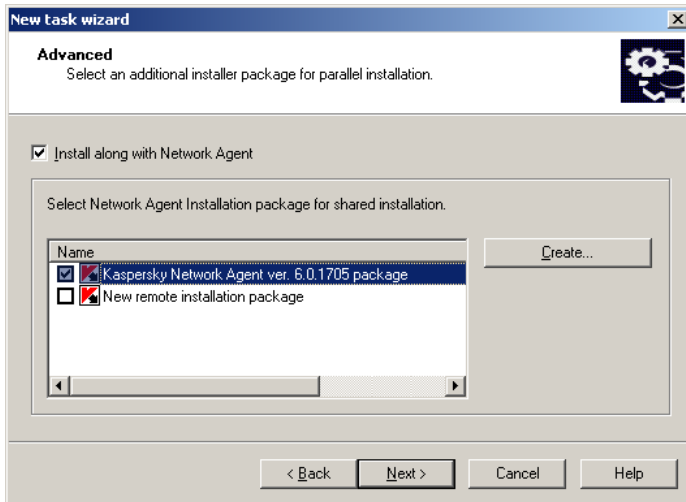 New task wizard
Advanced
Select an additional installer package for parallel installation.
Install along with Network Agent
Select Network Agent Installation package for shared installation.
Name
Kaspersky Network Agent ver. 6.0.1705 package
New remote installation package
Create...
< Back
Next >
Cancel
Help